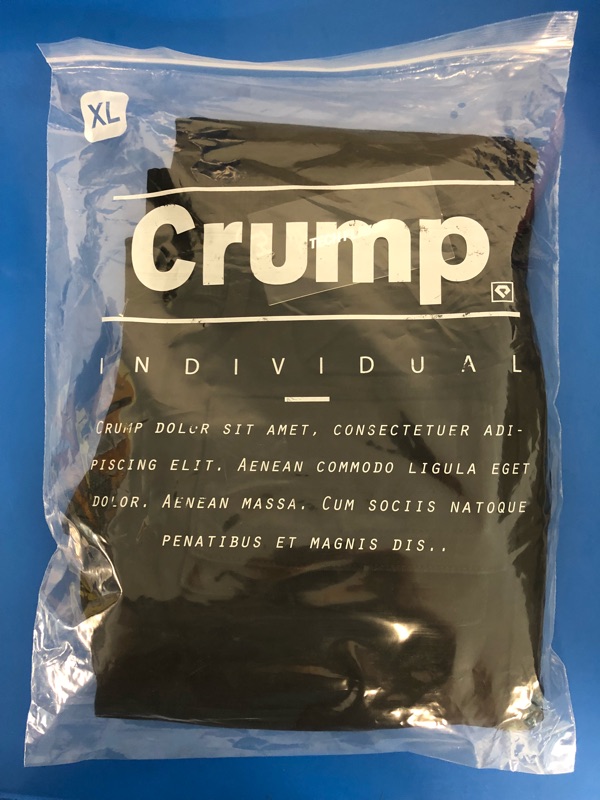 XL
Crump
INDIVIDUAL
CRUMP DOLOR SIT AMET, CONSECTETUER ADI-
PISCING ELIT. AENEAN COMMODO LIGULA EGET
DOLOR. AENEAN MASSA. CUM SOCIIS NATOQUE
PENATIBUS ET MAGNIS DIS..